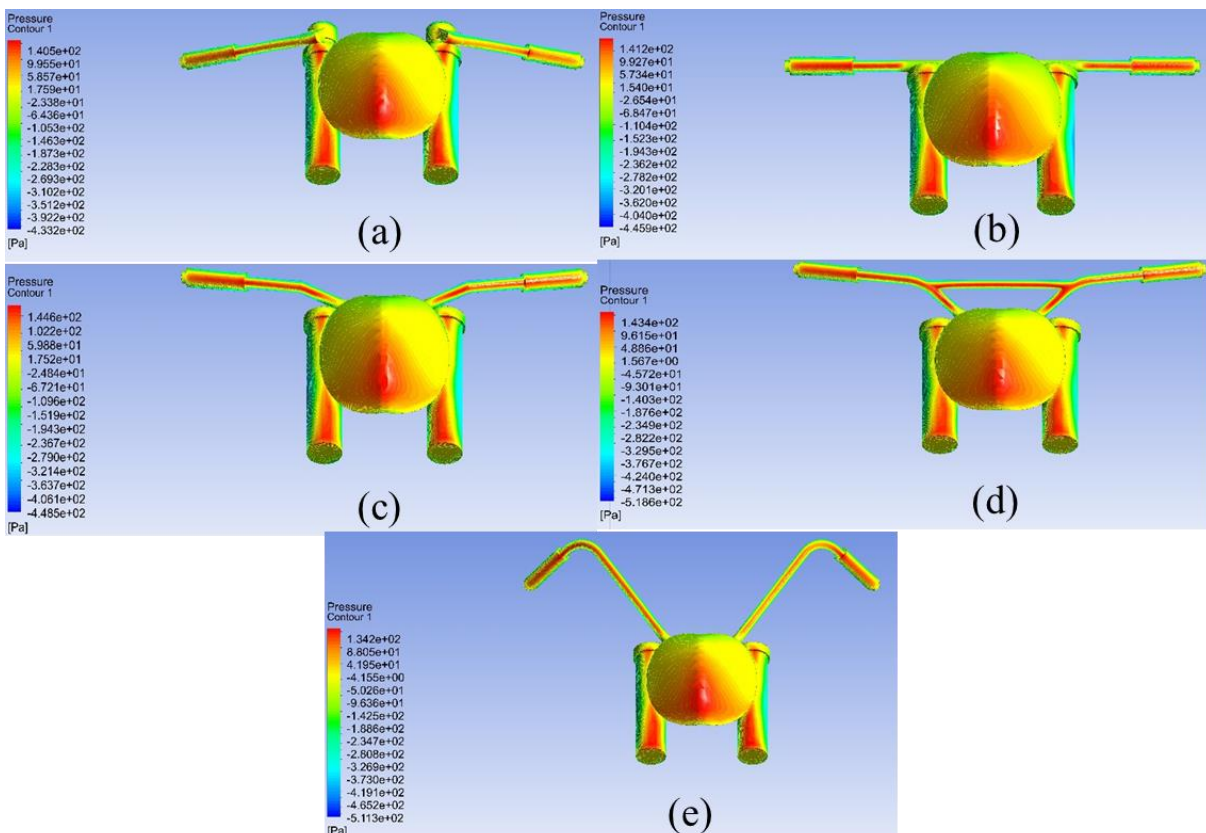 Pressure
Contour 1
1.405e+02
9.955e+01
5.857e+01
1.759e+01
-2.338e+01
-6.436e+01
-1.053e+02
-1.463e+02
-1.873e+02
-2.283e+02
-2.693e+02
-3.102e+02
-3.512e+02
-3.922e+02
-4.332e+02
[Pa]
(a)
Pressure
Contour 1
1.412e+02
9.927e+01
5.734e+01
1.540e+01
-2.654e+01
-6.847e+01
-1.104e+02
-1.523e+02
-1.943e+02
-2.362e+02
-2.782e+02
-3.201e+02
-3.620e+02
-4.040e+02
-4.459e+02
[Pa]
(b)
Pressure
Contour 1
1.446e+02
1.022e+02
5.988e+01
1.752e+01
-2.484e+01
-6.721e+01
-1.096e+02
-1.519e+02
-1.943e+02
-2.367e+02
-2.790e+02
-3.214e+02
-3.637e+02
-4.061e+02
-4.485e+02
[Pa]
(c)
Pressure
Contour 1
1.434e+02
9.615e+01
4.886e+01
1.567e+00
-4.572e+01
-9.301e+01
-1.403e+02
-1.876e+02
-2.349e+02
-2.822e+02
-3.295e+02
-3.767e+02
-4.240e+02
-4.713e+02
-5.186e+02
[Pa]
(d)
Pressure
Contour 1
1.342e+02
8.805e+01
4.195e+01
-4.155e+00
-5.026e+01
-9.636e+01
-1.425e+02
-1.886e+02
-2.347e+02
-2.808e+02
-3.269e+02
-3.730e+02
-4.191e+02
-4.652e+02
-5.113e+02
[Pa]
(e)